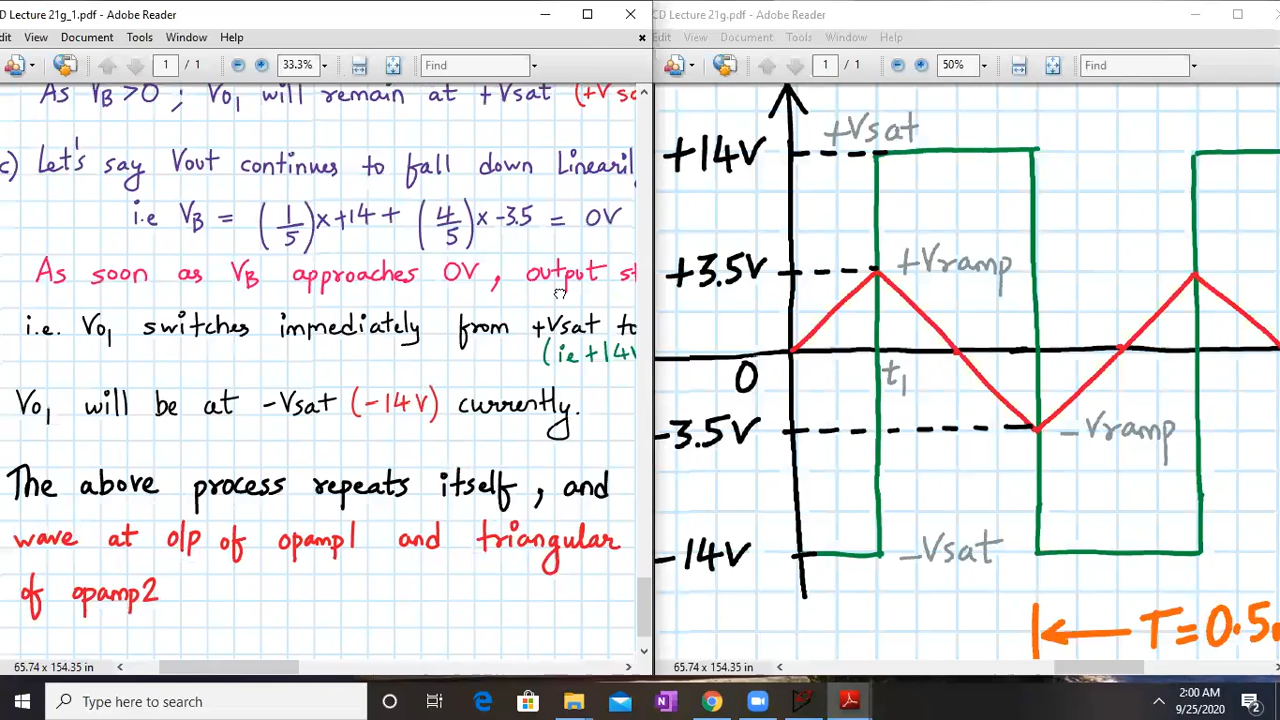 D Lecture 21g_1.pdf - Adobe Reader
dit View Document Tools Window Help
1 / 1 33.3% Find
As VB >0 ; Vo1 will remain at +Vsat (+Vsa
c) Let's say Vout continues to fall down Linearil
i.e VB = (1/5)x+14+ (4/5)x-3.5 = 0V
As soon as VB approaches 0V, output st
i.e. Vo1 switches immediately from +Vsat to
(ie+14V
Vo1 will be at -Vsat (-14V) currently.
The above process repeats itself, and
wave at o/p of opamp1 and triangular
of opamp2
65.74 x 154.35 in
CD Lecture 21g.pdf - Adobe Reader
dit View Document Tools Window Help
1 / 1 50% Find
+Vsat
+14V
+3.5V
+Vramp
0
t1
-3.5V
-Vramp
-14V
-Vsat
T=0.5
65.74 x 154.35 in
Type here to search
2:00 AM
9/25/2020
2